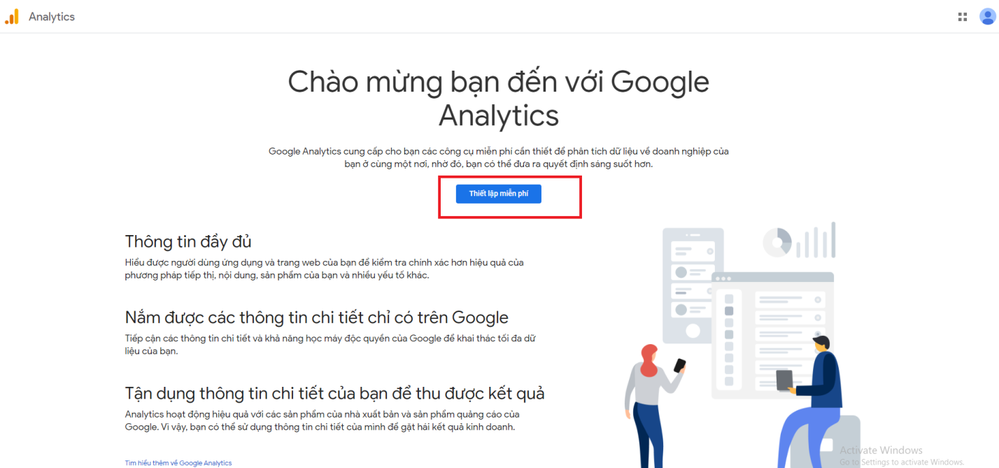 Analytics
Chào mừng bạn đến với Google
Analytics
Google Analytics cung cấp cho bạn các công cụ miễn phí cần thiết để phân tích dữ liệu về doanh nghiệp của
bạn ở cùng một nơi, nhờ đó, bạn có thể đưa ra quyết định sáng suốt hơn.
Thiết lập miễn phí
Thông tin đầy đủ
Hiểu được người dùng ứng dụng và trang web của bạn để kiểm tra chính xác hơn hiệu quả của
phương pháp tiếp thị, nội dung, sản phẩm của bạn và nhiều yếu tố khác.
Nắm được các thông tin chi tiết chỉ có trên Google
Tiếp cận các thông tin chi tiết và khả năng học máy độc quyền của Google để khai thác tối đa dữ
liệu của bạn.
Tận dụng thông tin chi tiết của bạn để thu được kết quả
Analytics hoạt động hiệu quả với các sản phẩm của nhà xuất bản và sản phẩm quảng cáo của
Google. Vì vậy, bạn có thể sử dụng thông tin chi tiết của mình để gặt hái kết quả kinh doanh.
Tìm hiểu thêm về Google Analytics
Activate Windows
Go to Settings to activate Windows.